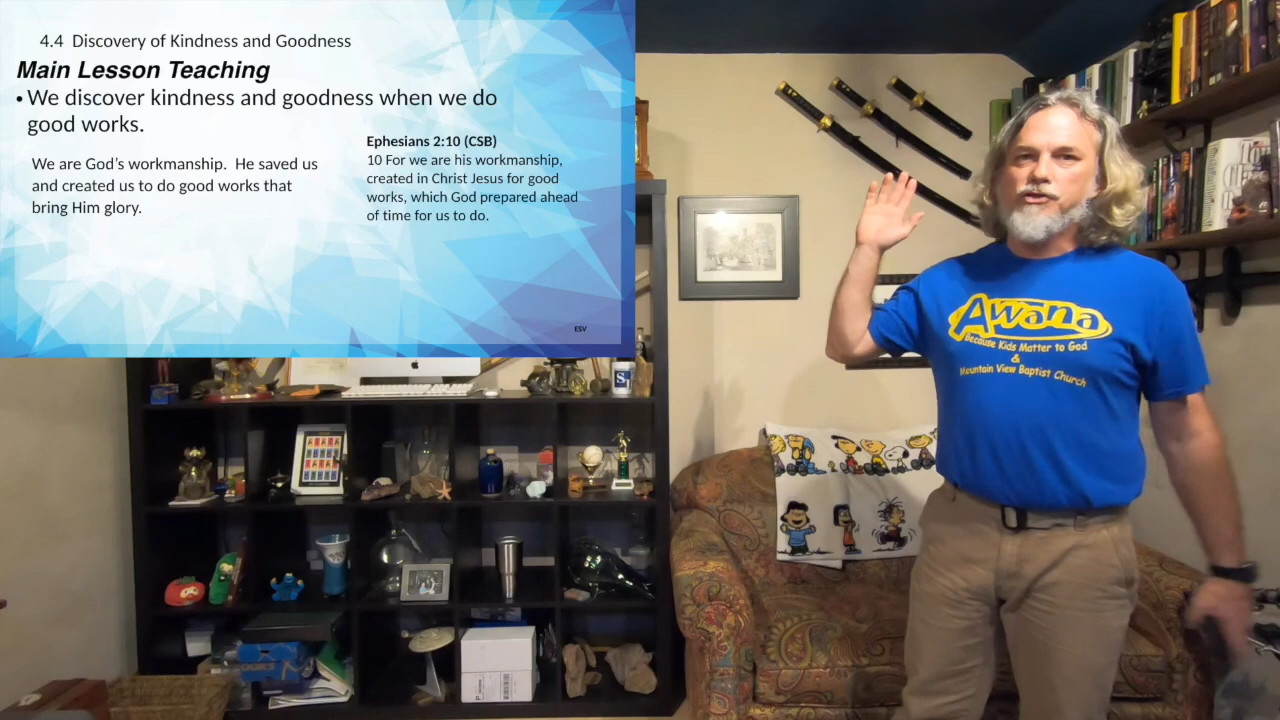 4.4 Discovery of Kindness and Goodness
Main Lesson Teaching
• We discover kindness and goodness when we do
good works.
We are God's workmanship. He saved us
and created us to do good works that
bring Him glory.
Ephesians 2:10 (CSB)
10 For we are his workmanship,
created in Christ Jesus for good
works, which God prepared ahead
of time for us to do.
ESV
Awana
Because Kids Matter to God
&
Mountain View Baptist Church